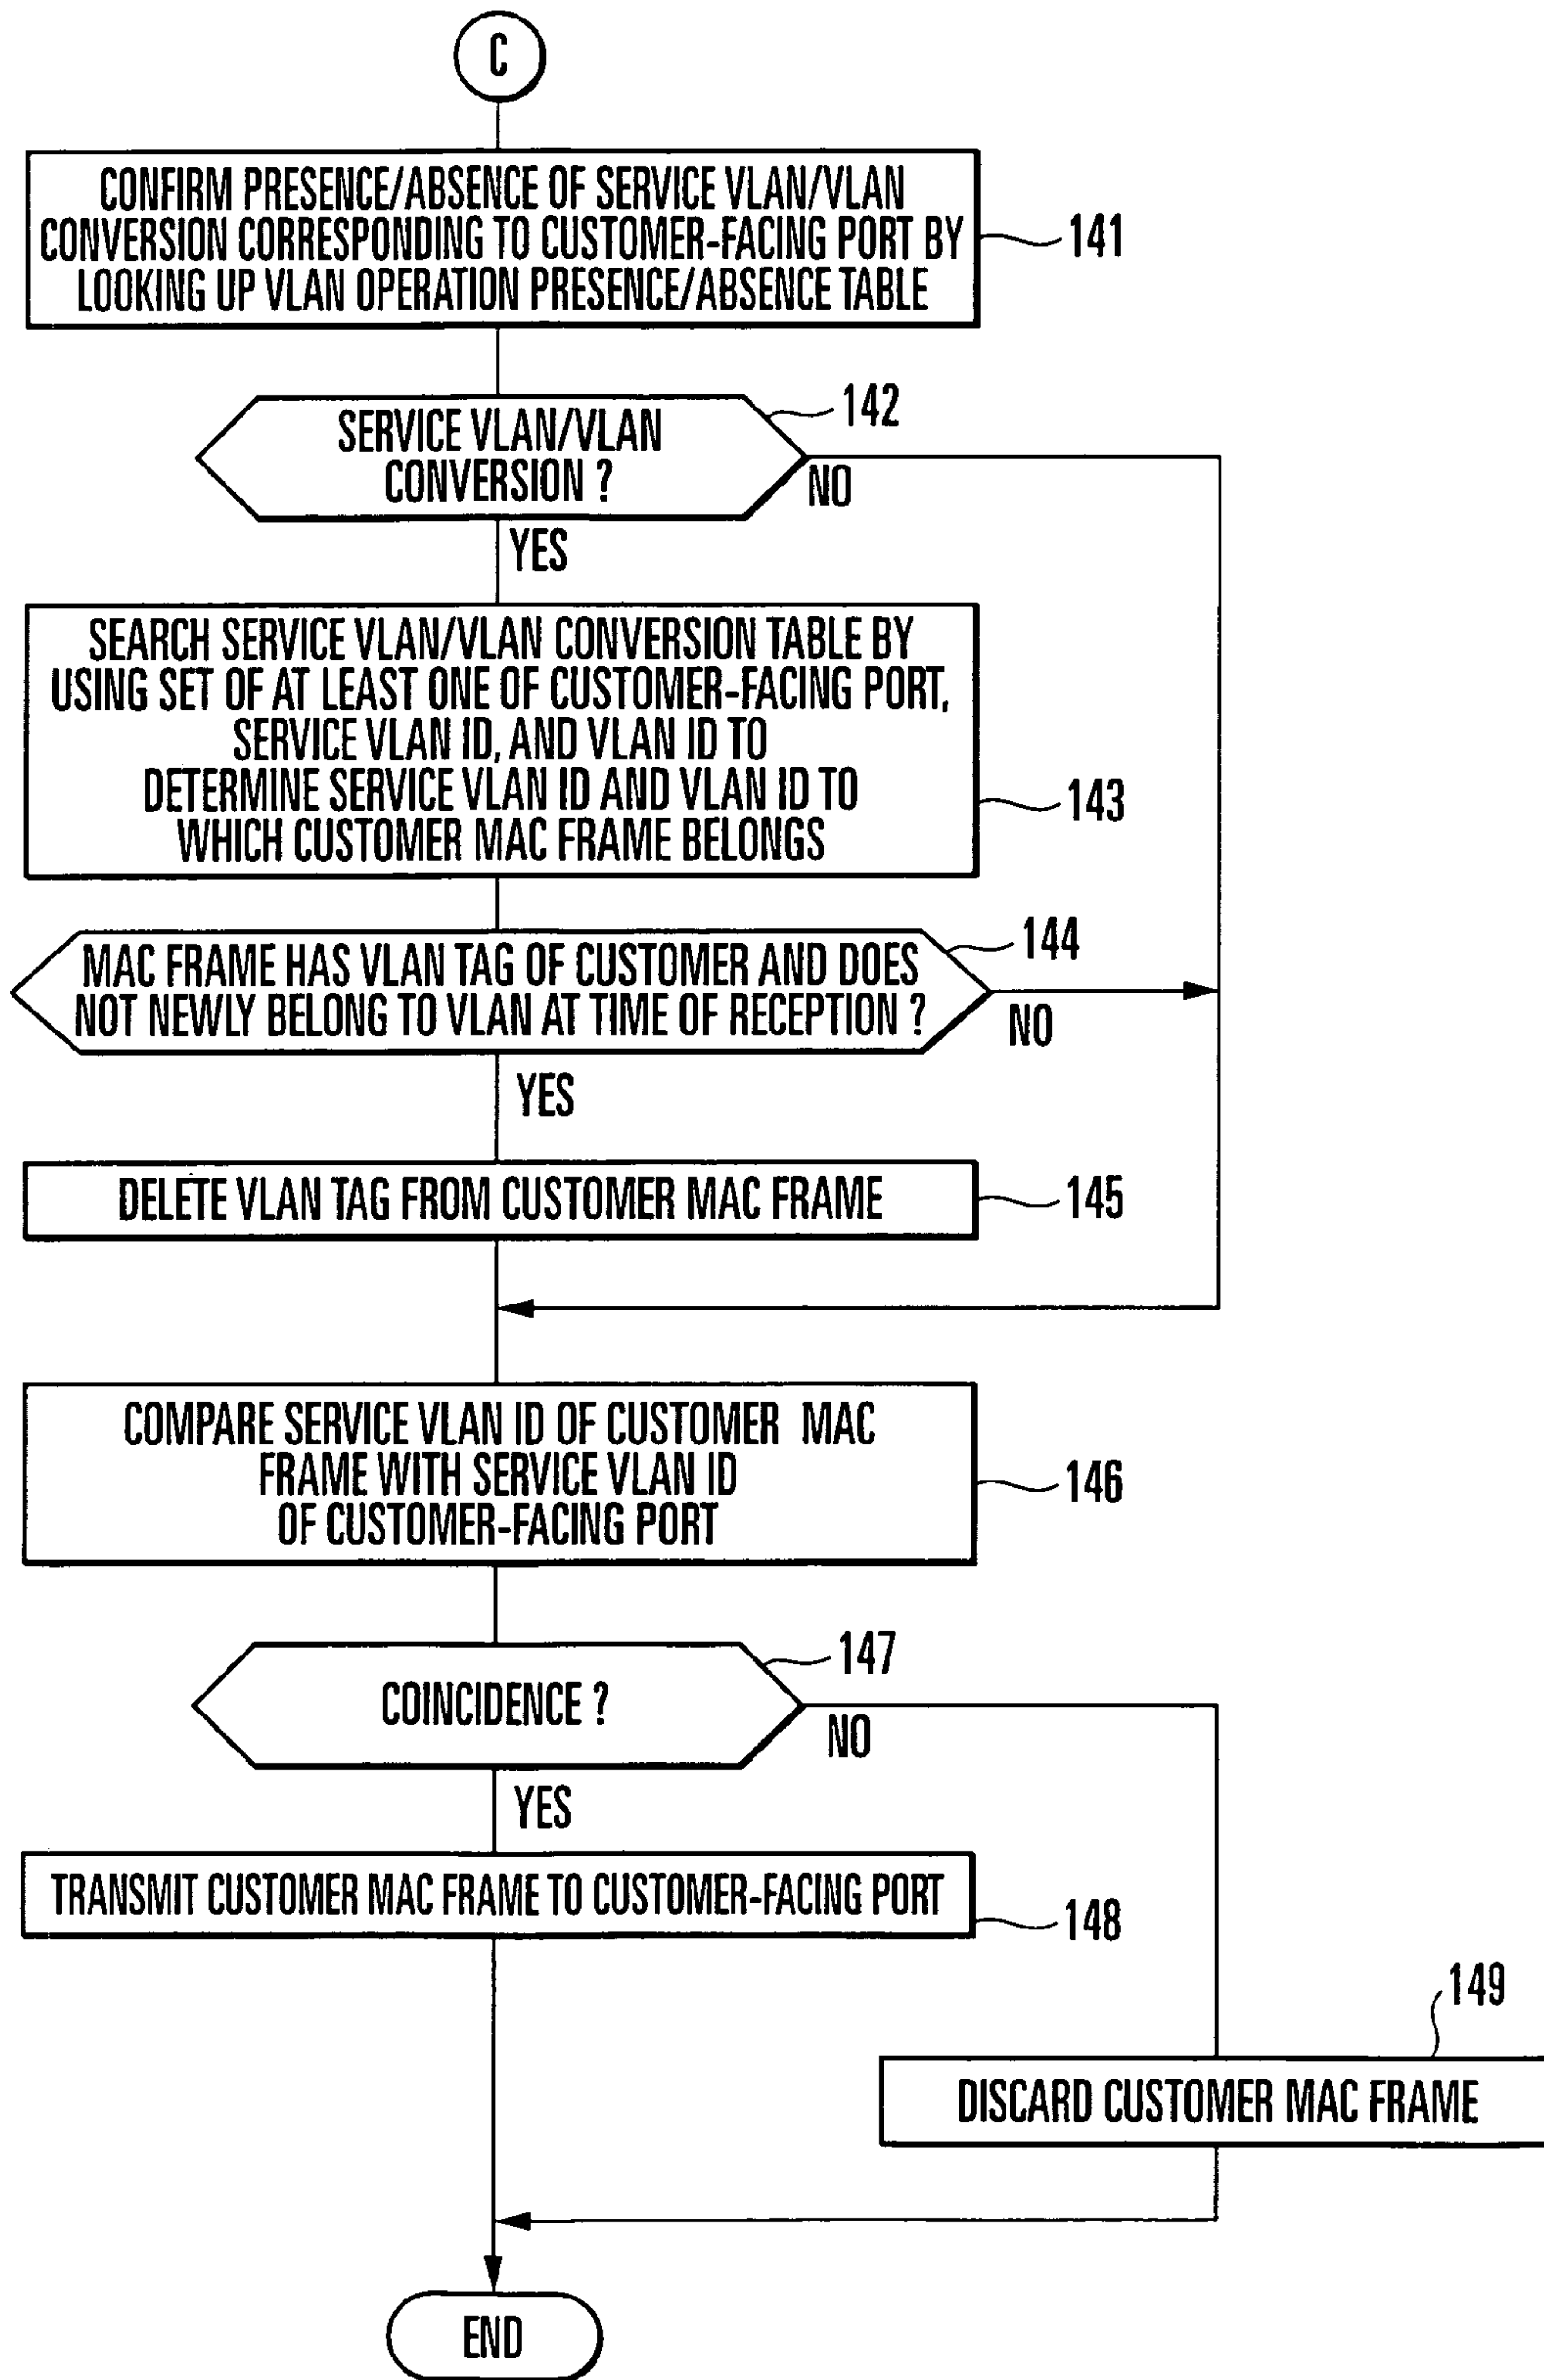 C
CONFIRM PRESENCE/ABSENCE OF SERVICE VLAN/VLAN
CONVERSION CORRESPONDING TO CUSTOMER-FACING PORT BY
LOOKING UP VLAN OPERATION PRESENCE/ABSENCE TABLE
141
SERVICE VLAN/VLAN
CONVERSION ?
142
NO
YES
SEARCH SERVICE VLAN/VLAN CONVERSION TABLE BY
USING SET OF AT LEAST ONE OF CUSTOMER-FACING PORT,
SERVICE VLAN ID, AND VLAN ID TO
DETERMINE SERVICE VLAN ID AND VLAN ID TO
WHICH CUSTOMER MAC FRAME BELONGS
143
MAC FRAME HAS VLAN TAG OF CUSTOMER AND DOES
NOT NEWLY BELONG TO VLAN AT TIME OF RECEPTION ?
144
NO
YES
DELETE VLAN TAG FROM CUSTOMER MAC FRAME
145
COMPARE SERVICE VLAN ID OF CUSTOMER MAC
FRAME WITH SERVICE VLAN ID
OF CUSTOMER-FACING PORT
146
COINCIDENCE ?
147
NO
YES
TRANSMIT CUSTOMER MAC FRAME TO CUSTOMER-FACING PORT
148
149
DISCARD CUSTOMER MAC FRAME
END